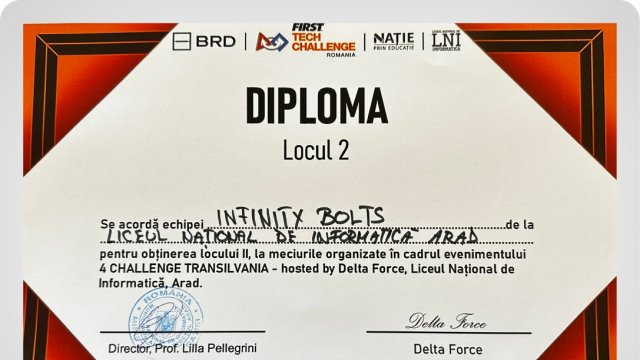 BRD
FIRST
TECH
CHALLENGE
ROMANIA
NAȚIE
PRIN EDUCAȚIE
LNI
INFORMATICĂ
DIPLOMA
Locul 2
Se acordă echipei INFINITY BOLTS de la
LICEUL NAȚIONAL DE INFORMATICĂ ARAD
pentru obținerea locului II, la meciurile organizate în cadrul evenimentului
4 CHALLENGE TRANSILVANIA - hosted by Delta Force, Liceul Național de
Informatică, Arad.
ROMÂNIA
Delta Force
Director, Prof. Lilla Pellegrini
Delta Force